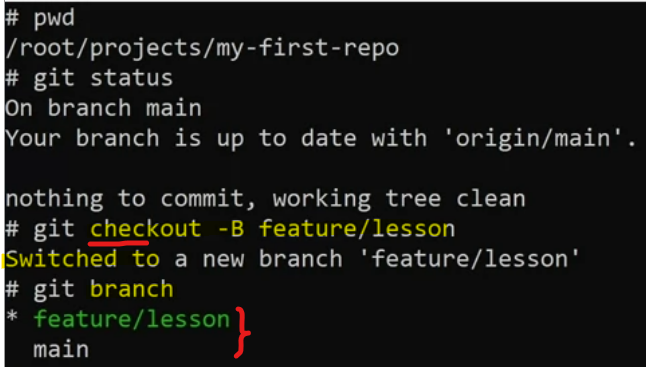 # pwd
/root/projects/my-first-repo
# git status
On branch main
Your branch is up to date with 'origin/main'.
nothing to commit, working tree clean
# git checkout -B feature/lesson
Switched to a new branch 'feature/lesson'
# git branch
* feature/lesson
main